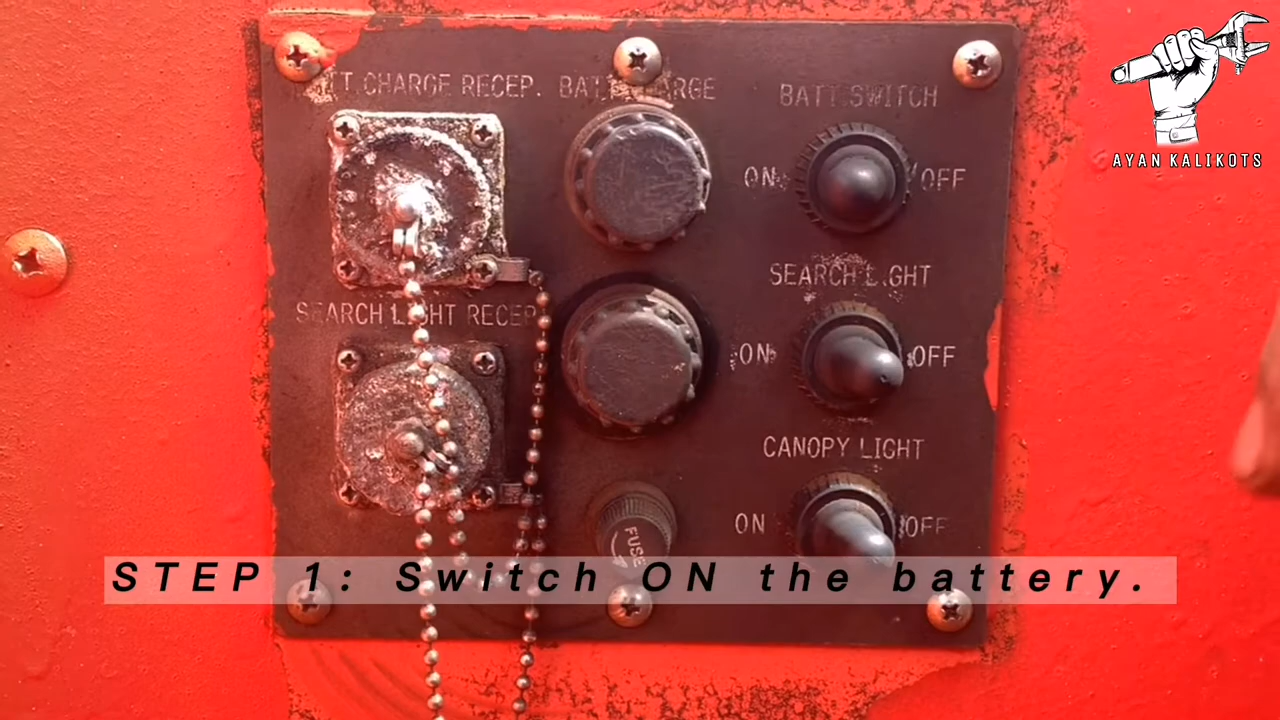 AYAN KALIKOTS
T.CHARGE RECEP.
BATT.SWITCH
ON
OFF
SEARCH LIGHT
SEARCH LIGHT RECEP
ON
OFF
CANOPY LIGHT
ON
OFF
FUSE
STEP 1: Switch ON the battery.